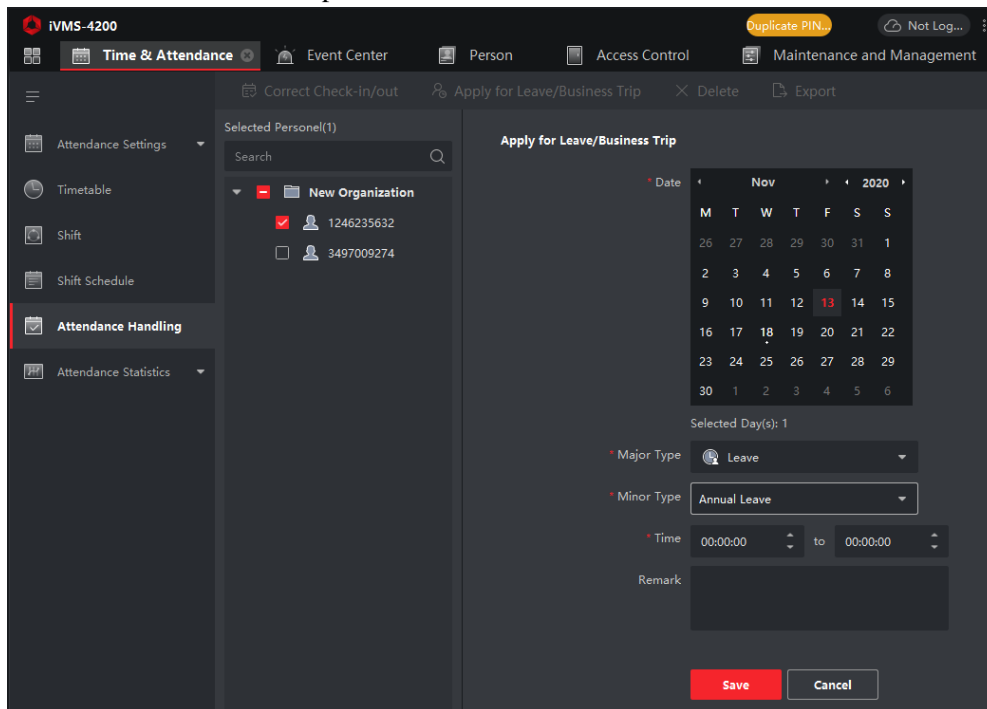 iVMS-4200
Duplicate PIN...
Not Log...
Time & Attendance
Event Center
Person
Access Control
Maintenance and Management
Correct Check-in/out
Apply for Leave/Business Trip
Delete
Export
Attendance Settings
Timetable
Shift
Shift Schedule
Attendance Handling
Attendance Statistics
Selected Personel(1)
Search
New Organization
1246235632
3497009274
Apply for Leave/Business Trip
* Date
Nov 2020
M T W T F S S
26 27 28 29 30 31 1
2 3 4 5 6 7 8
9 10 11 12 13 14 15
16 17 18 19 20 21 22
23 24 25 26 27 28 29
30 1 2 3 4 5 6
Selected Day(s): 1
* Major Type Leave
* Minor Type Annual Leave
* Time 00:00:00 to 00:00:00
Remark
Save Cancel